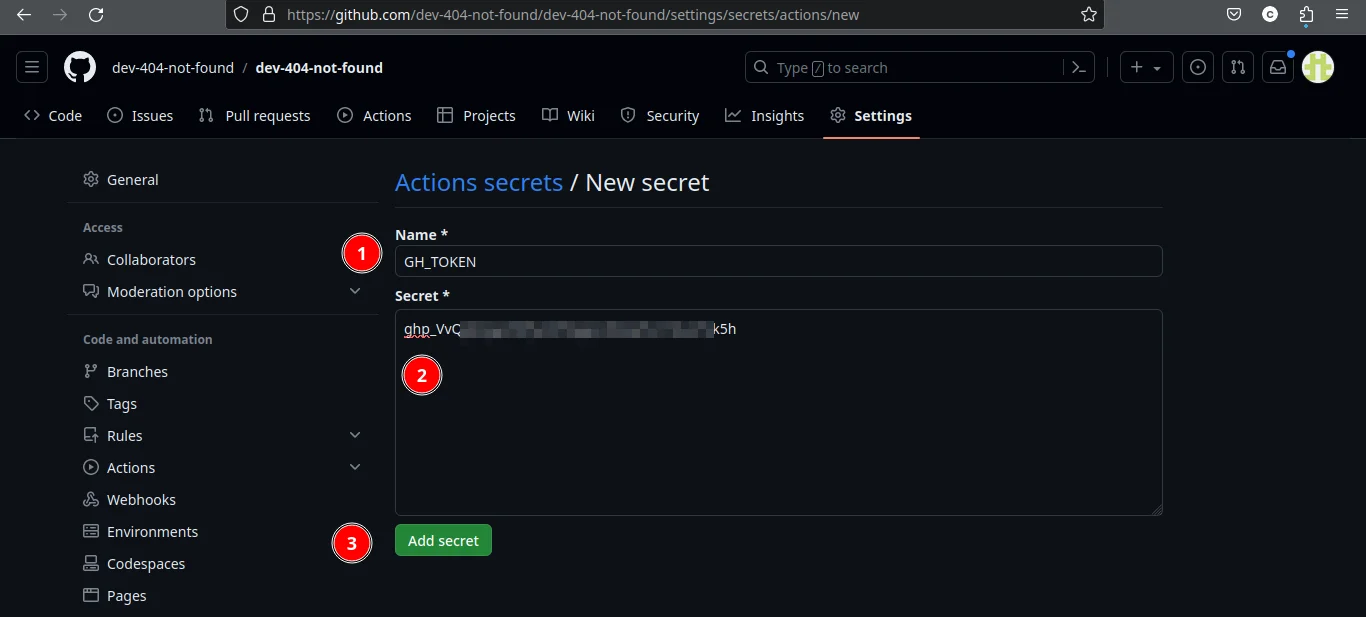 https://github.com/dev-404-not-found/dev-404-not-found/settings/secrets/actions/new
C
dev-404-not-found / dev-404-not-found
Type / to search
Code Issues Pull requests Actions Projects Wiki Security Insights Settings
General
Access
Collaborators
Moderation options
Code and automation
Branches
Tags
Rules
Actions
Webhooks
Environments
Codespaces
Pages
Actions secrets / New secret
1
Name *
GH_TOKEN
Secret *
ghp_VvQ k5h
2
3
Add secret